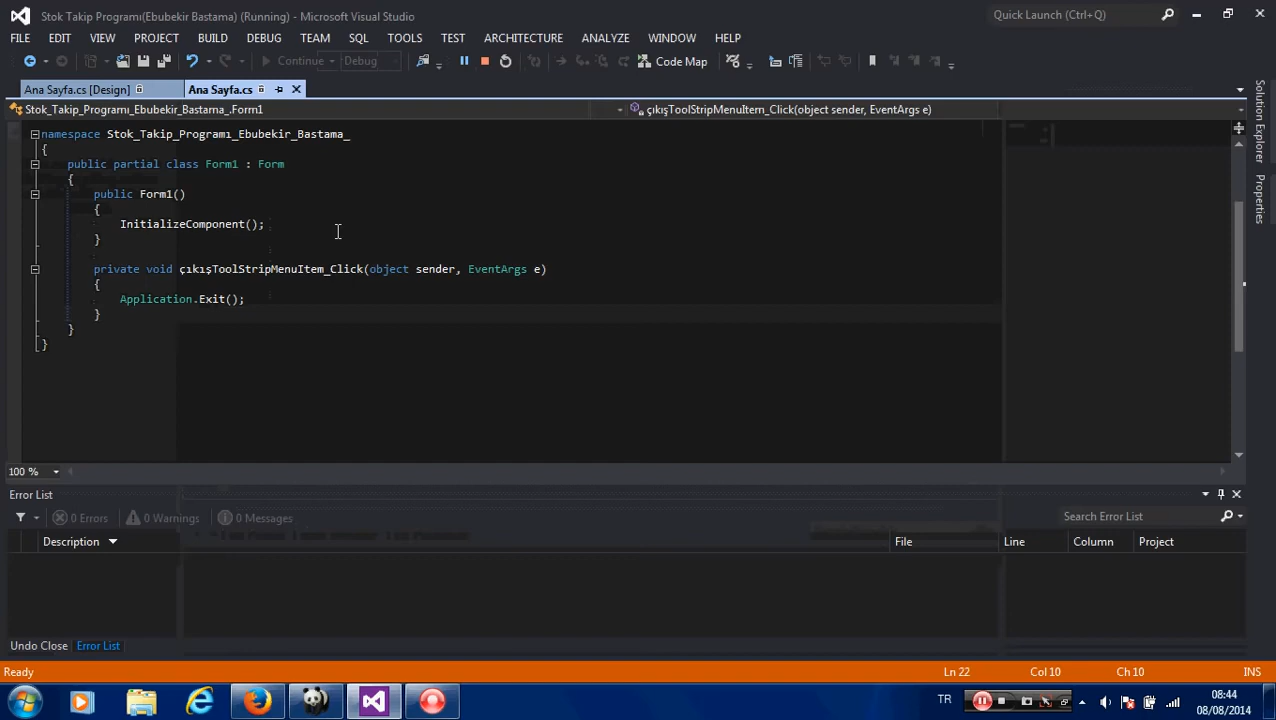 Stok Takip Programı(Ebubekir Bastama) (Running) - Microsoft Visual Studio
Quick Launch (Ctrl+Q)
FILE EDIT VIEW PROJECT BUILD DEBUG TEAM SQL TOOLS TEST ARCHITECTURE ANALYZE WINDOW HELP
Continue Debug Code Map
Ana Sayfa.cs [Design] Ana Sayfa.cs
Stok_Takip_Programı_Ebubekir_Bastama_.Form1 çıkışToolStripMenuItem_Click(object sender, EventArgs e)
namespace Stok_Takip_Programı_Ebubekir_Bastama_
{
public partial class Form1 : Form
{
public Form1()
{
InitializeComponent();
}
private void çıkışToolStripMenuItem_Click(object sender, EventArgs e)
{
Application.Exit();
}
}
}
Solution Explorer
Properties
100 %
Error List
0 Errors 0 Warnings 0 Messages Search Error List
Description File Line Column Project
Undo Close Error List
Ready Ln 22 Col 10 Ch 10 INS
TR 08:44
08/08/2014